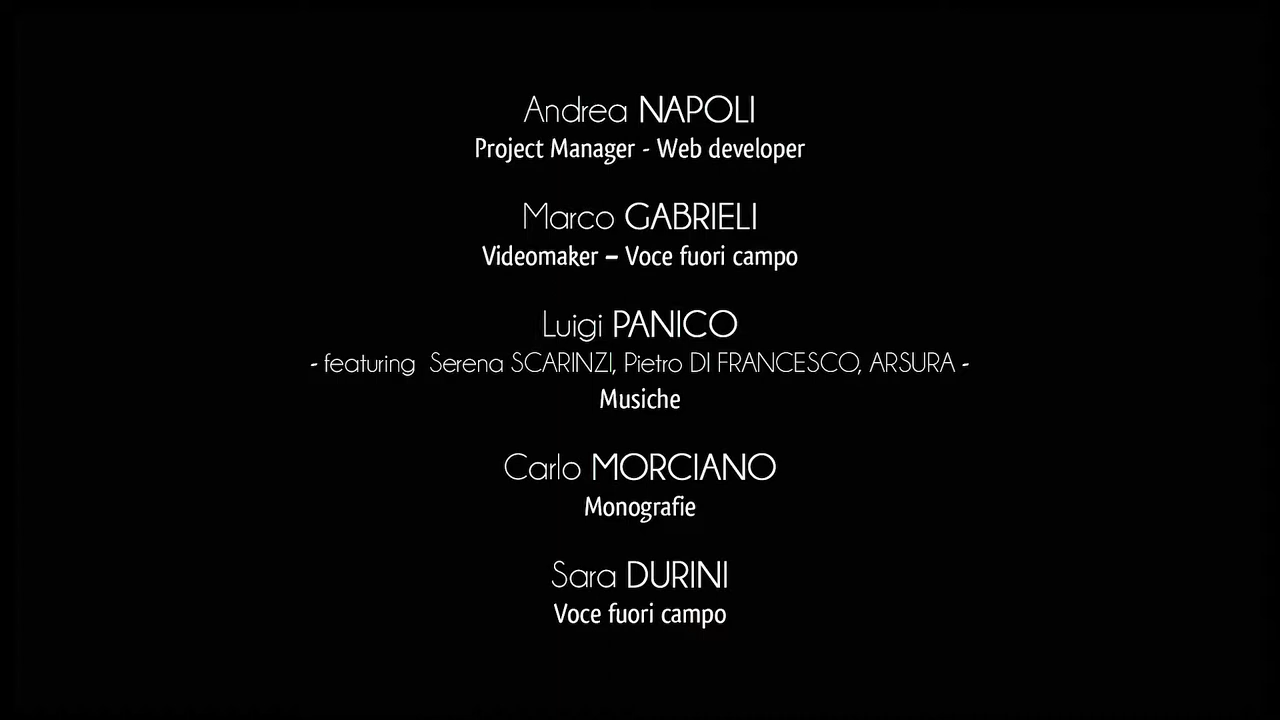 Andrea NAPOLI
Project Manager - Web developer
Marco GABRIELI
Videomaker – Voce fuori campo
Luigi PANICO
- featuring  Serena SCARINZI, Pietro DI FRANCESCO, ARSURA -
Musiche
Carlo MORCIANO
Monografie
Sara DURINI
Voce fuori campo